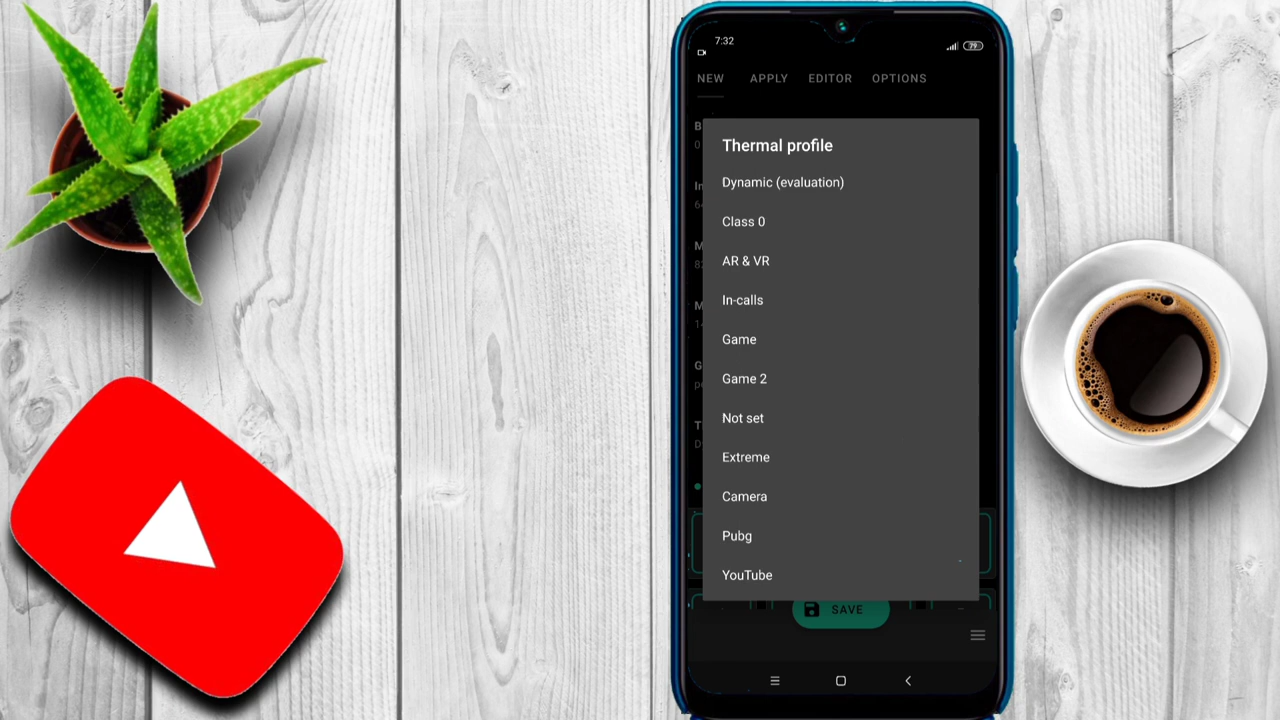 7:32
79
NEW APPLY EDITOR OPTIONS
Thermal profile
Dynamic (evaluation)
Class 0
AR & VR
In-calls
Game
Game 2
Not set
Extreme
Camera
Pubg
YouTube
SAVE